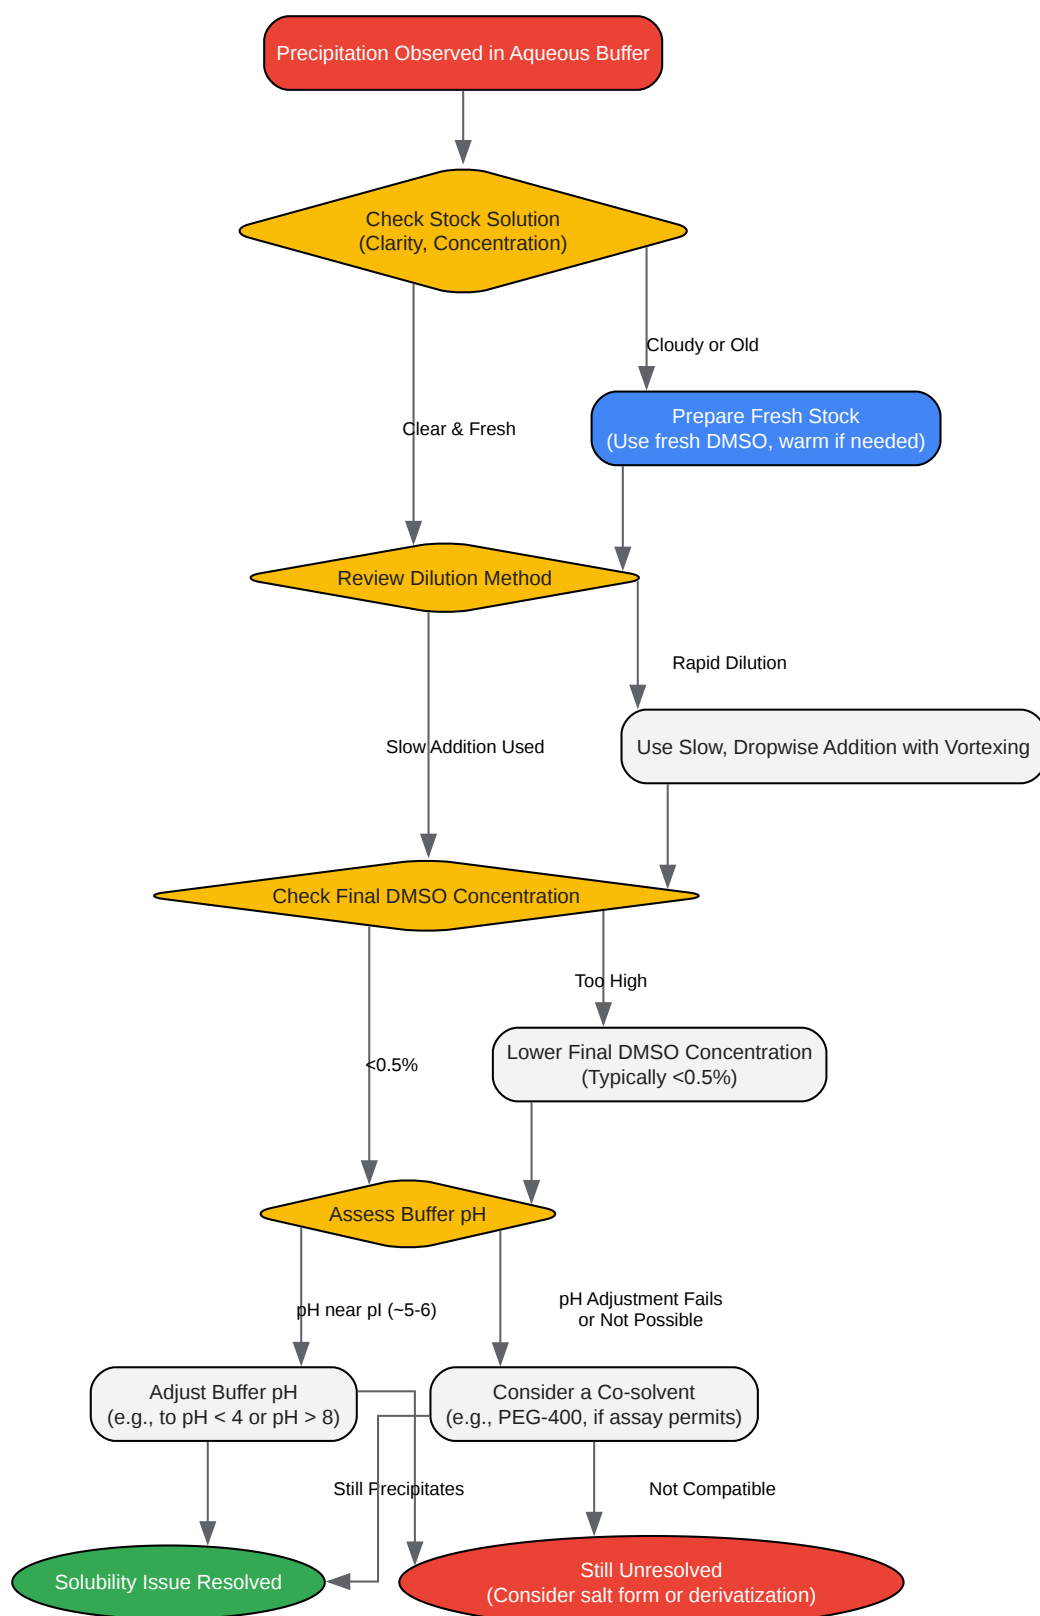 Precipitation Observed in Aqueous Buffer
Check Stock Solution
(Clarity, Concentration)
Cloudy or Old
Clear & Fresh
Prepare Fresh Stock
(Use fresh DMSO, warm if needed)
Review Dilution Method
Rapid Dilution
Slow Addition Used
Use Slow, Dropwise Addition with Vortexing
Check Final DMSO Concentration
Too High
<0.5%
Lower Final DMSO Concentration
(Typically <0.5%)
Assess Buffer pH
pH near pI (~5-6)
pH Adjustment Fails
or Not Possible
Adjust Buffer pH
(e.g., to pH < 4 or pH > 8)
Consider a Co-solvent
(e.g., PEG-400, if assay permits)
Still Precipitates
Not Compatible
Solubility Issue Resolved
Still Unresolved
(Consider salt form or derivatization)